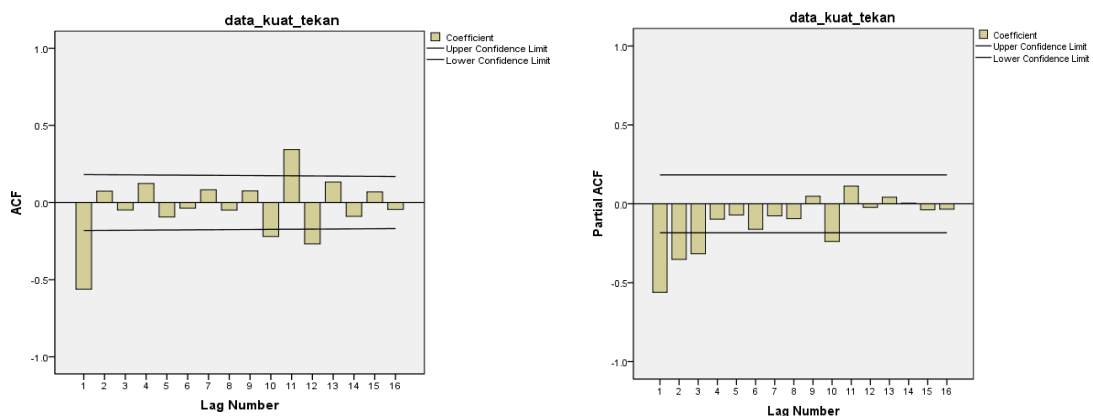 data_kuat_tekan
Coefficient
Upper Confidence Limit
Lower Confidence Limit
1.0
0.5
0.0
-0.5
-1.0
ACF
1 2 3 4 5 6 7 8 9 10 11 12 13 14 15 16
Lag Number
data_kuat_tekan
Coefficient
Upper Confidence Limit
Lower Confidence Limit
1.0
0.5
0.0
-0.5
-1.0
Partial ACF
1 2 3 4 5 6 7 8 9 10 11 12 13 14 15 16
Lag Number